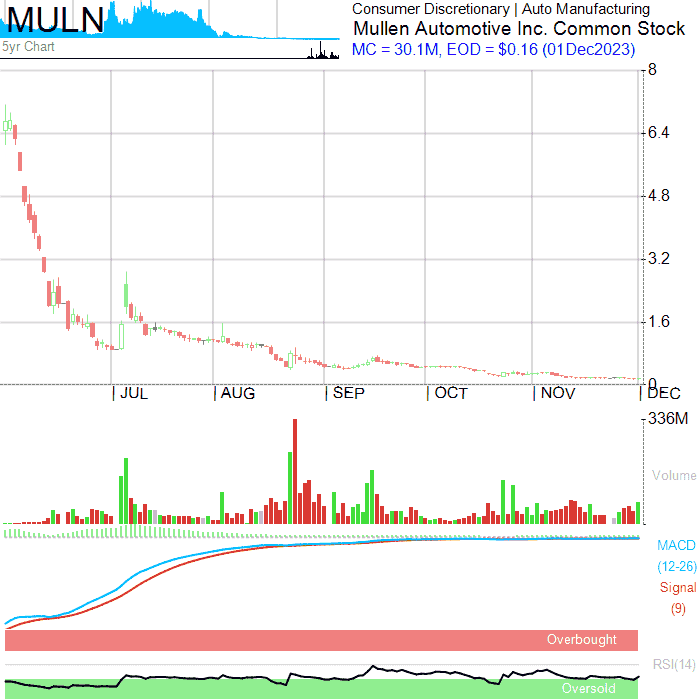 MULN
5yr Chart
Consumer Discretionary | Auto Manufacturing
Mullen Automotive Inc. Common Stock
MC = 30.1M, EOD = $0.16 (01Dec2023)
8
6.4
4.8
3.2
1.6
0
JUL
AUG
SEP
OCT
NOV
DEC
336M
Volume
MACD
(12-26)
Signal
(9)
Overbought
RSI(14)
Oversold